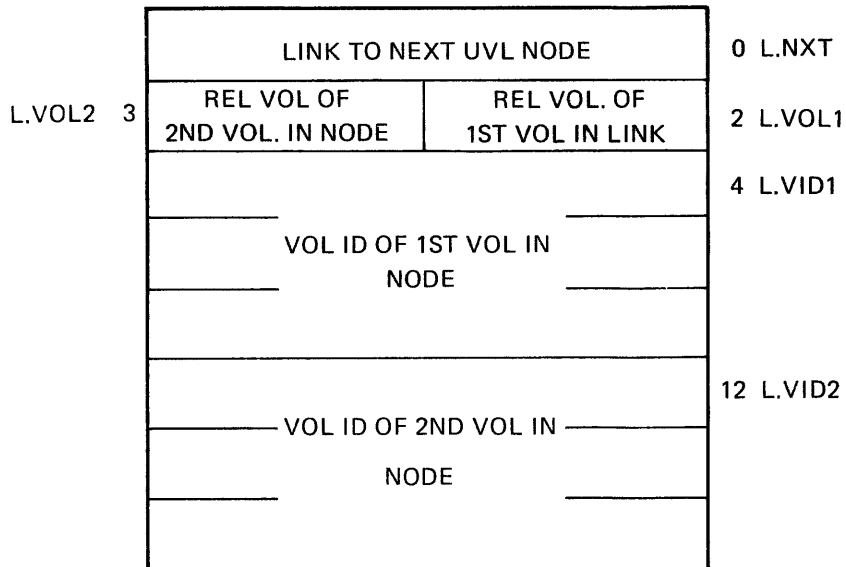 LINK TO NEXT UVL NODE 0 L.NXT
L.VOL2 3 REL VOL OF REL VOL. OF 2 L.VOL1
2ND VOL. IN NODE 1ST VOL IN LINK
4 L.VID1
VOL ID OF 1ST VOL IN
NODE
12 L.VID2
VOL ID OF 2ND VOL IN
NODE